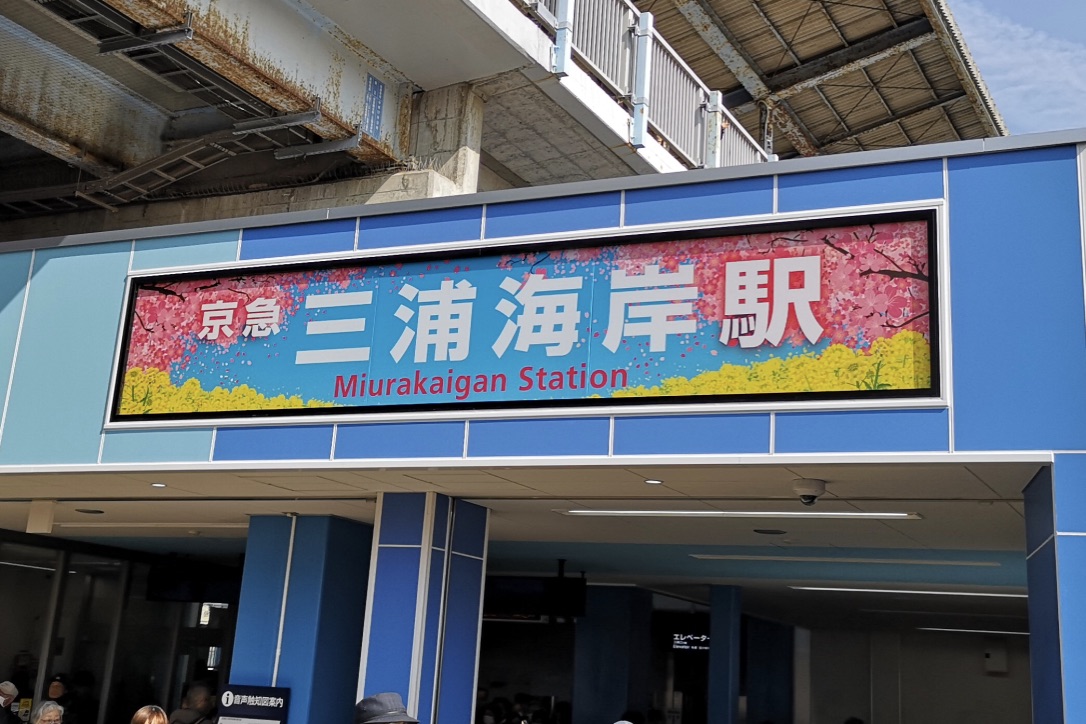 京急 三浦海岸駅
Miurakaigan Station
エレベーター
音声触知図案内